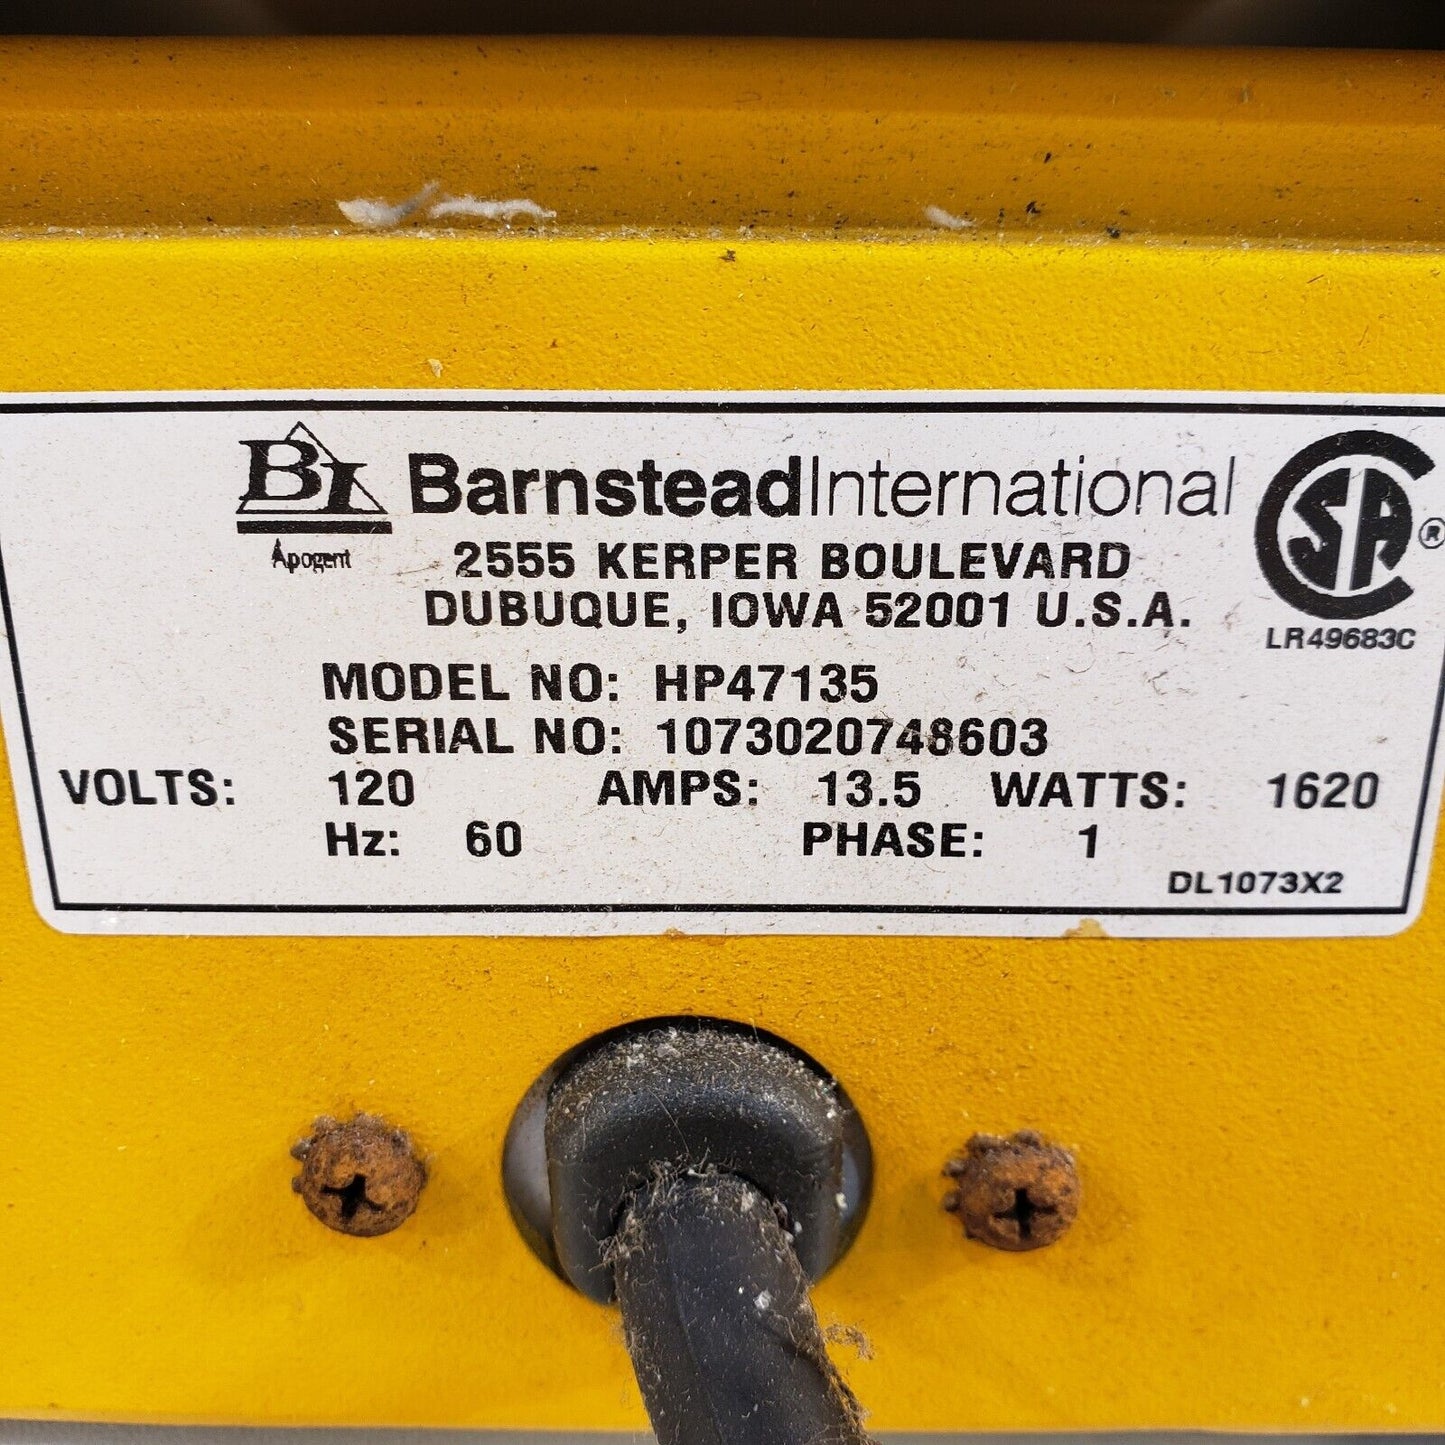 BI BarnsteadInternational
Apogent
2555 KERPER BOULEVARD
DUBUQUE, IOWA 52001 U.S.A.
SA ®
LR49683C
MODEL NO: HP47135
SERIAL NO: 1073020748603
VOLTS: 120 AMPS: 13.5 WATTS: 1620
Hz: 60 PHASE: 1
DL1073X2